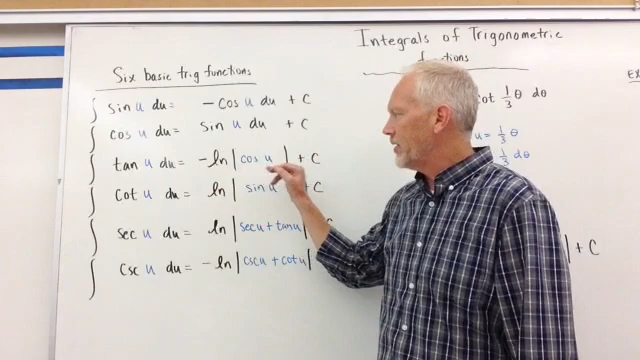 Integrals of Trigonometric
functions
Six basic trig functions
∫ sin u du = - cos u du + C
∫ cos u du = sin u du + C
∫ tan u du = -ln |cos u| + C
∫ cot u du = ln |sin u + C
∫ sec u du = ln |sec u + tan u|
∫ csc u du = -ln |csc u + cot u|
cot 1/3 θ dθ
u = 1/3 θ
1/3 dθ
| + C